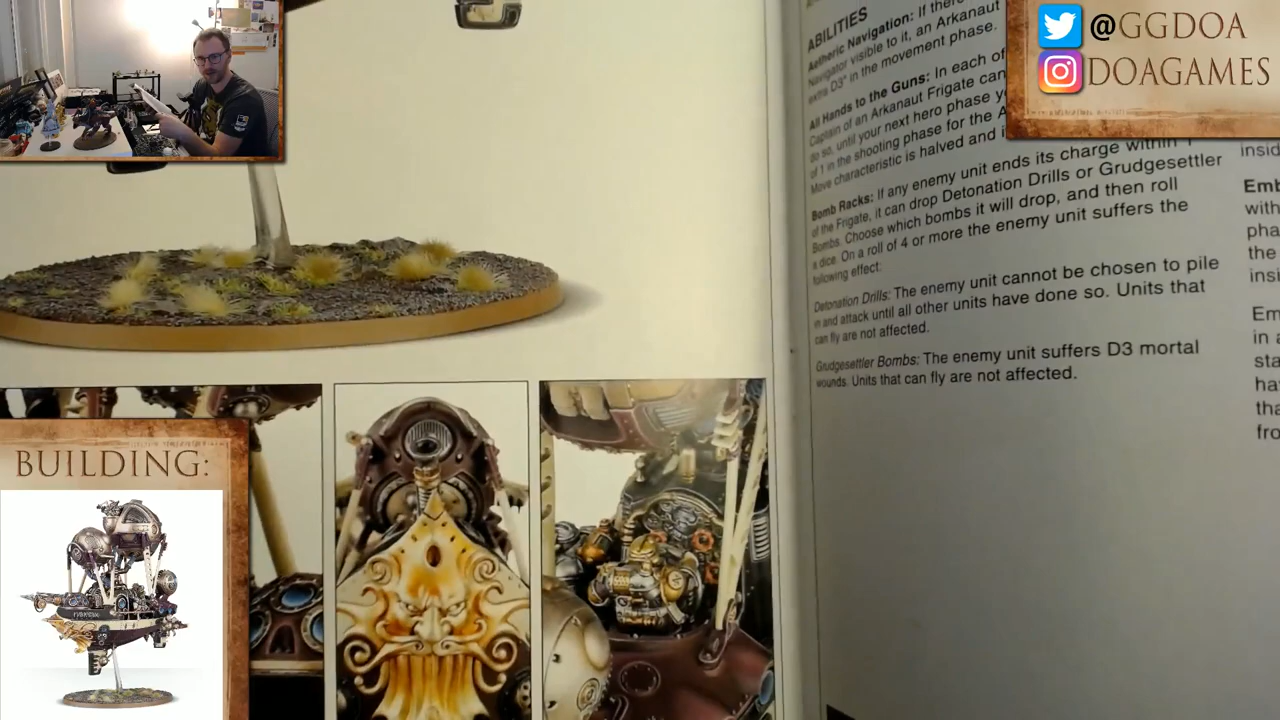 @GGDOA
DOAGAMES
ABILITIES
Aetheric Navigation: If there
Navigator visible to it, an Arkanaut
extra D3" in the movement phase.
All Hands to the Guns: In each of
Captain of an Arkanaut Frigate can
do so, until your next hero phase
of 1 in the shooting phase for the A
Move characteristic is halved and i
Bomb Racks: If any enemy unit ends its charge within 1"
of the Frigate, it can drop Detonation Drills or Grudgesettler
Bombs. Choose which bombs it will drop, and then roll
a dice. On a roll of 4 or more the enemy unit suffers the
following effect:
Detonation Drills: The enemy unit cannot be chosen to pile
in and attack until all other units have done so. Units that
can fly are not affected.
Grudgesettler Bombs: The enemy unit suffers D3 mortal
wounds. Units that can fly are not affected.
insid
Emb
with
pha
the
insi
Em
in a
sta
ha
tha
fro
BUILDING: